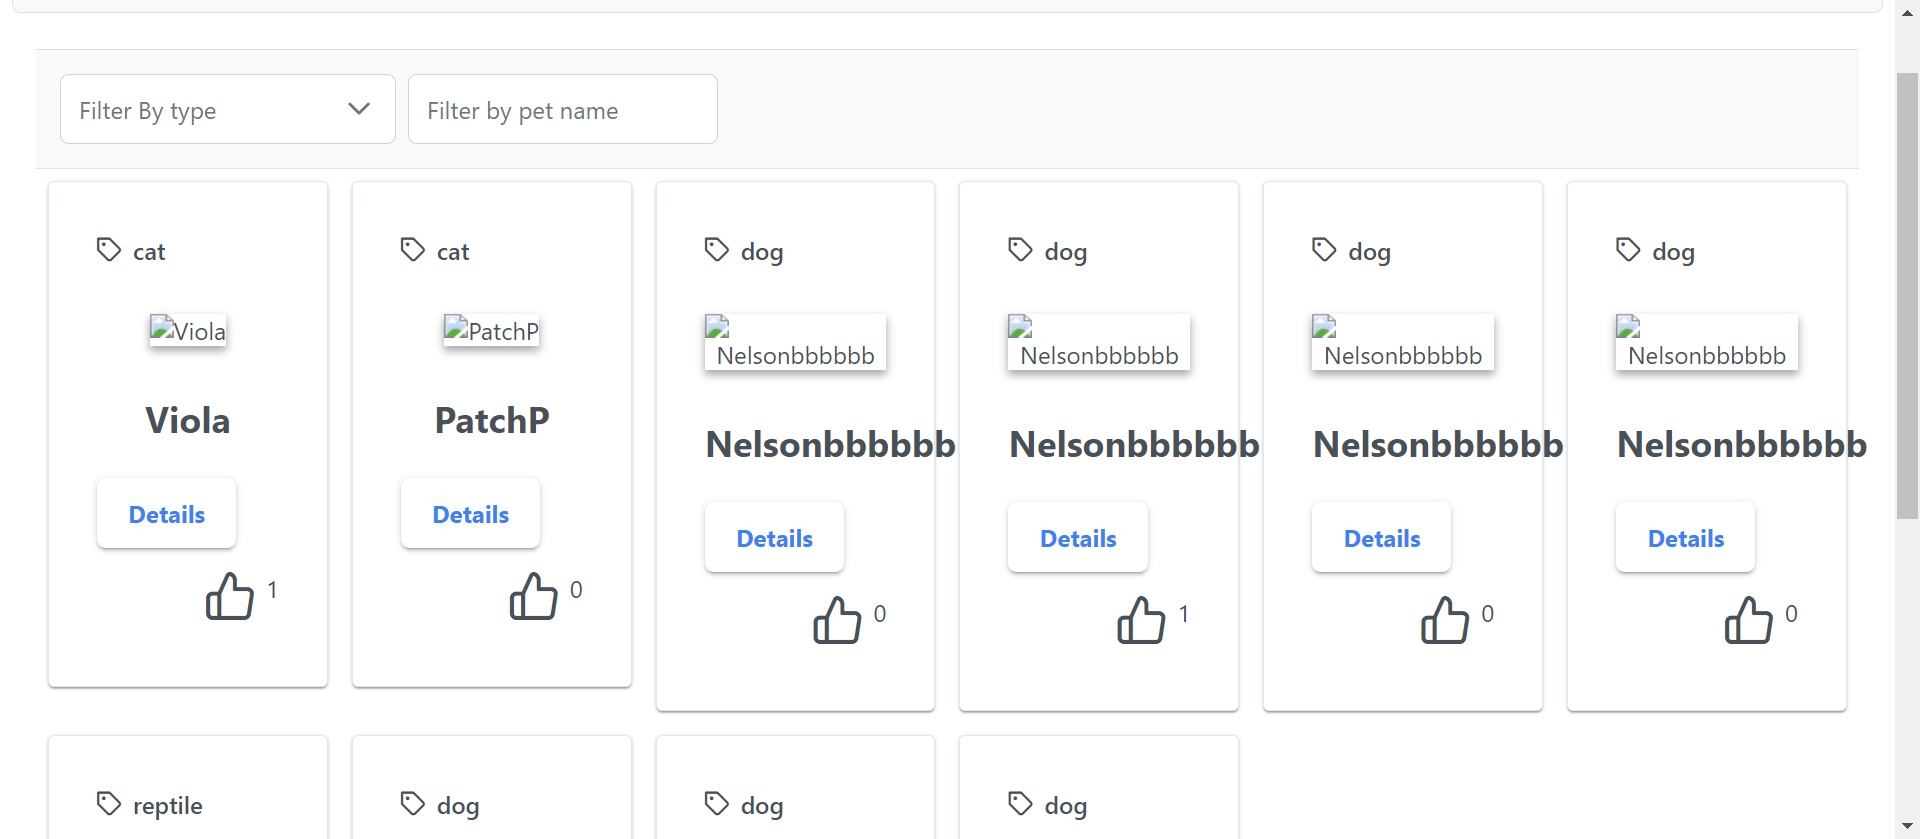 Filter By type Filter by pet name
cat cat dog dog dog dog
Viola PatchP Nelsonbbbbbb Nelsonbbbbbb Nelsonbbbbbb Nelsonbbbbbb
Viola PatchP Nelsonbbbbbb Nelsonbbbbbb Nelsonbbbbbb Nelsonbbbbbb
Details Details Details Details Details Details
1 0 0 1 0 0
reptile dog dog dog